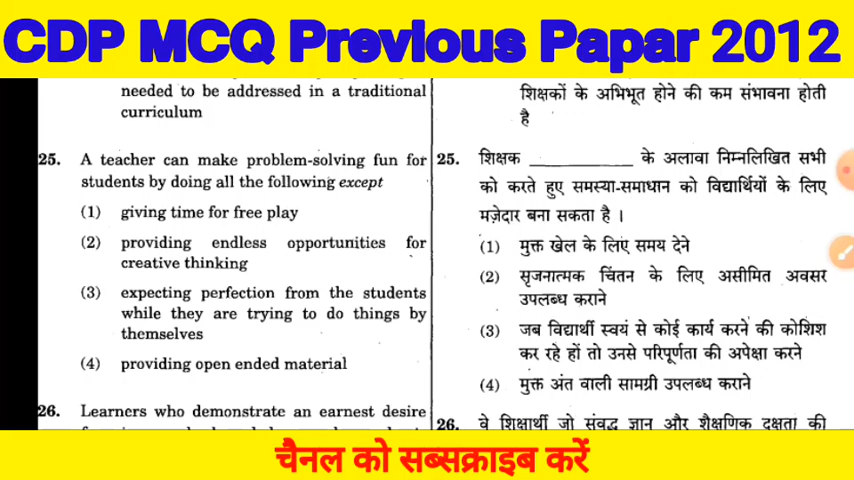 CDP MCQ Previous Papar 2012
needed to be addressed in a traditional
curriculum
25. A teacher can make problem-solving fun for
students by doing all the following except
(1) giving time for free play
(2) providing endless opportunities for
creative thinking
(3) expecting perfection from the students
while they are trying to do things by
themselves
(4) providing open ended material
26. Learners who demonstrate an earnest desire
शिक्षकों के अभिभूत होने की कम संभावना होती
है
25. शिक्षक ____________ के अलावा निम्नलिखित सभी
को करते हुए समस्या-समाधान को विद्यार्थियों के लिए
मज़ेदार बना सकता है ।
(1) मुक्त खेल के लिए समय देने
(2) सृजनात्मक चिंतन के लिए असीमित अवसर
उपलब्ध कराने
(3) जब विद्यार्थी स्वयं से कोई कार्य करने की कोशिश
कर रहे हों तो उनसे परिपूर्णता की अपेक्षा करने
(4) मुक्त अंत वाली सामग्री उपलब्ध कराने
26. वे शिक्षार्थी जो संवृद्ध ज्ञान और शैक्षणिक दक्षता की
चैनल को सब्सक्राइब करें